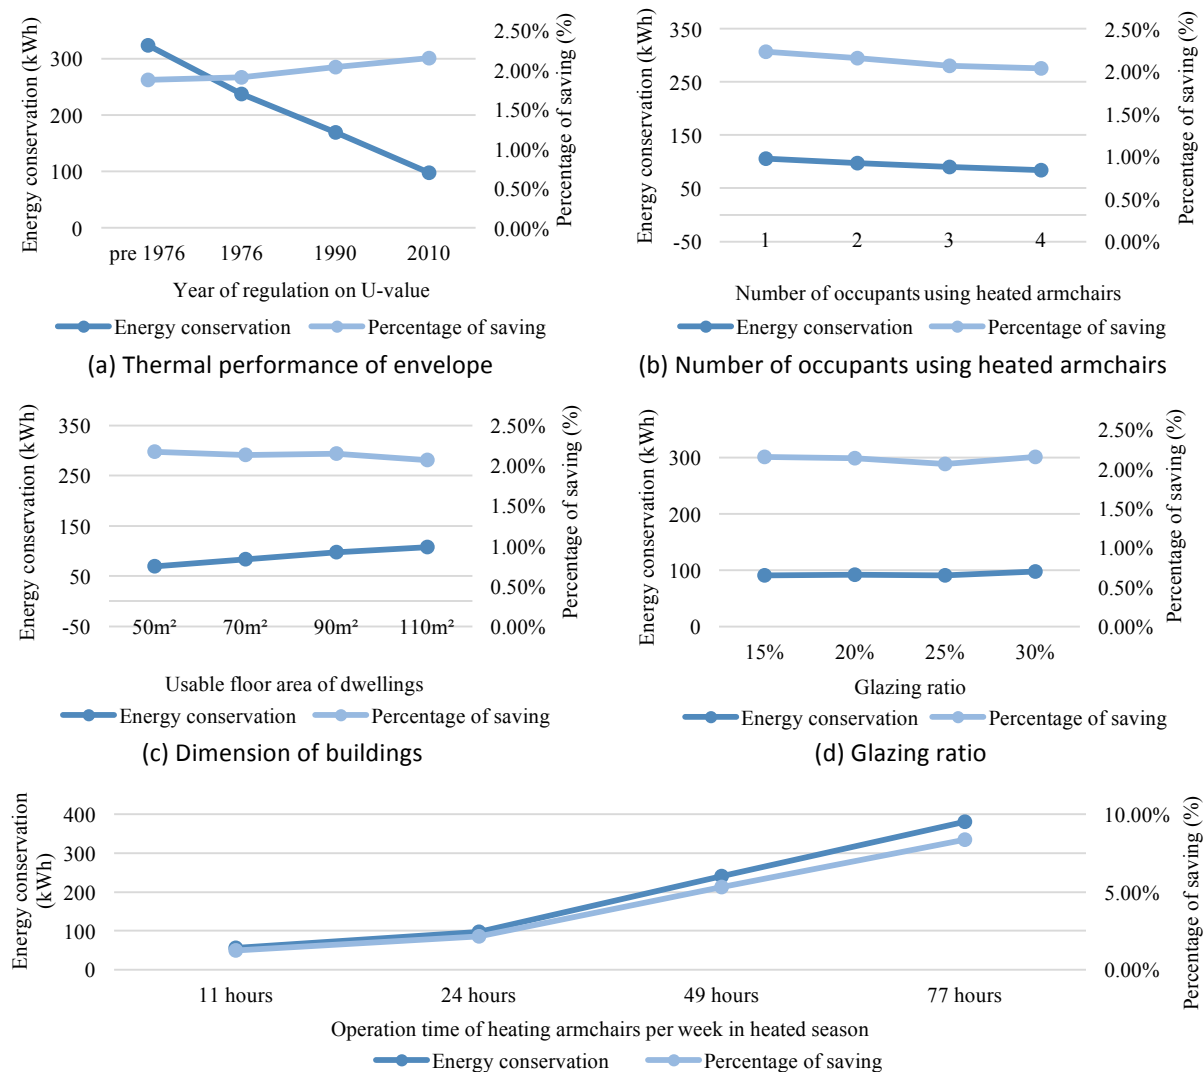 Energy conservation (kWh)
300
200
100
0
2.50%
2.00%
1.50%
1.00%
0.50%
0.00%
Percentage of saving (%)
pre 1976 1976 1990 2010
Year of regulation on U-value
Energy conservation Percentage of saving
(a) Thermal performance of envelope
Energy conservation (kWh)
350
250
150
50
-50
2.50%
2.00%
1.50%
1.00%
0.50%
0.00%
Percentage of saving (%)
1 2 3 4
Number of occupants using heated armchairs
Energy conservation Percentage of saving
(b) Number of occupants using heated armchairs
Energy conservation (kWh)
350
250
150
50
-50
2.50%
2.00%
1.50%
1.00%
0.50%
0.00%
Percentage of saving (%)
50m² 70m² 90m² 110m²
Usable floor area of dwellings
Energy conservation Percentage of saving
(c) Dimension of buildings
Energy conservation (kWh)
300
200
100
0
2.50%
2.00%
1.50%
1.00%
0.50%
0.00%
Percentage of saving (%)
15% 20% 25% 30%
Glazing ratio
Energy conservation Percentage of saving
(d) Glazing ratio
Energy conservation
(kWh)
400
300
200
100
0
10.00%
5.00%
0.00%
Percentage of saving (%)
11 hours 24 hours 49 hours 77 hours
Operation time of heating armchairs per week in heated season
Energy conservation Percentage of saving